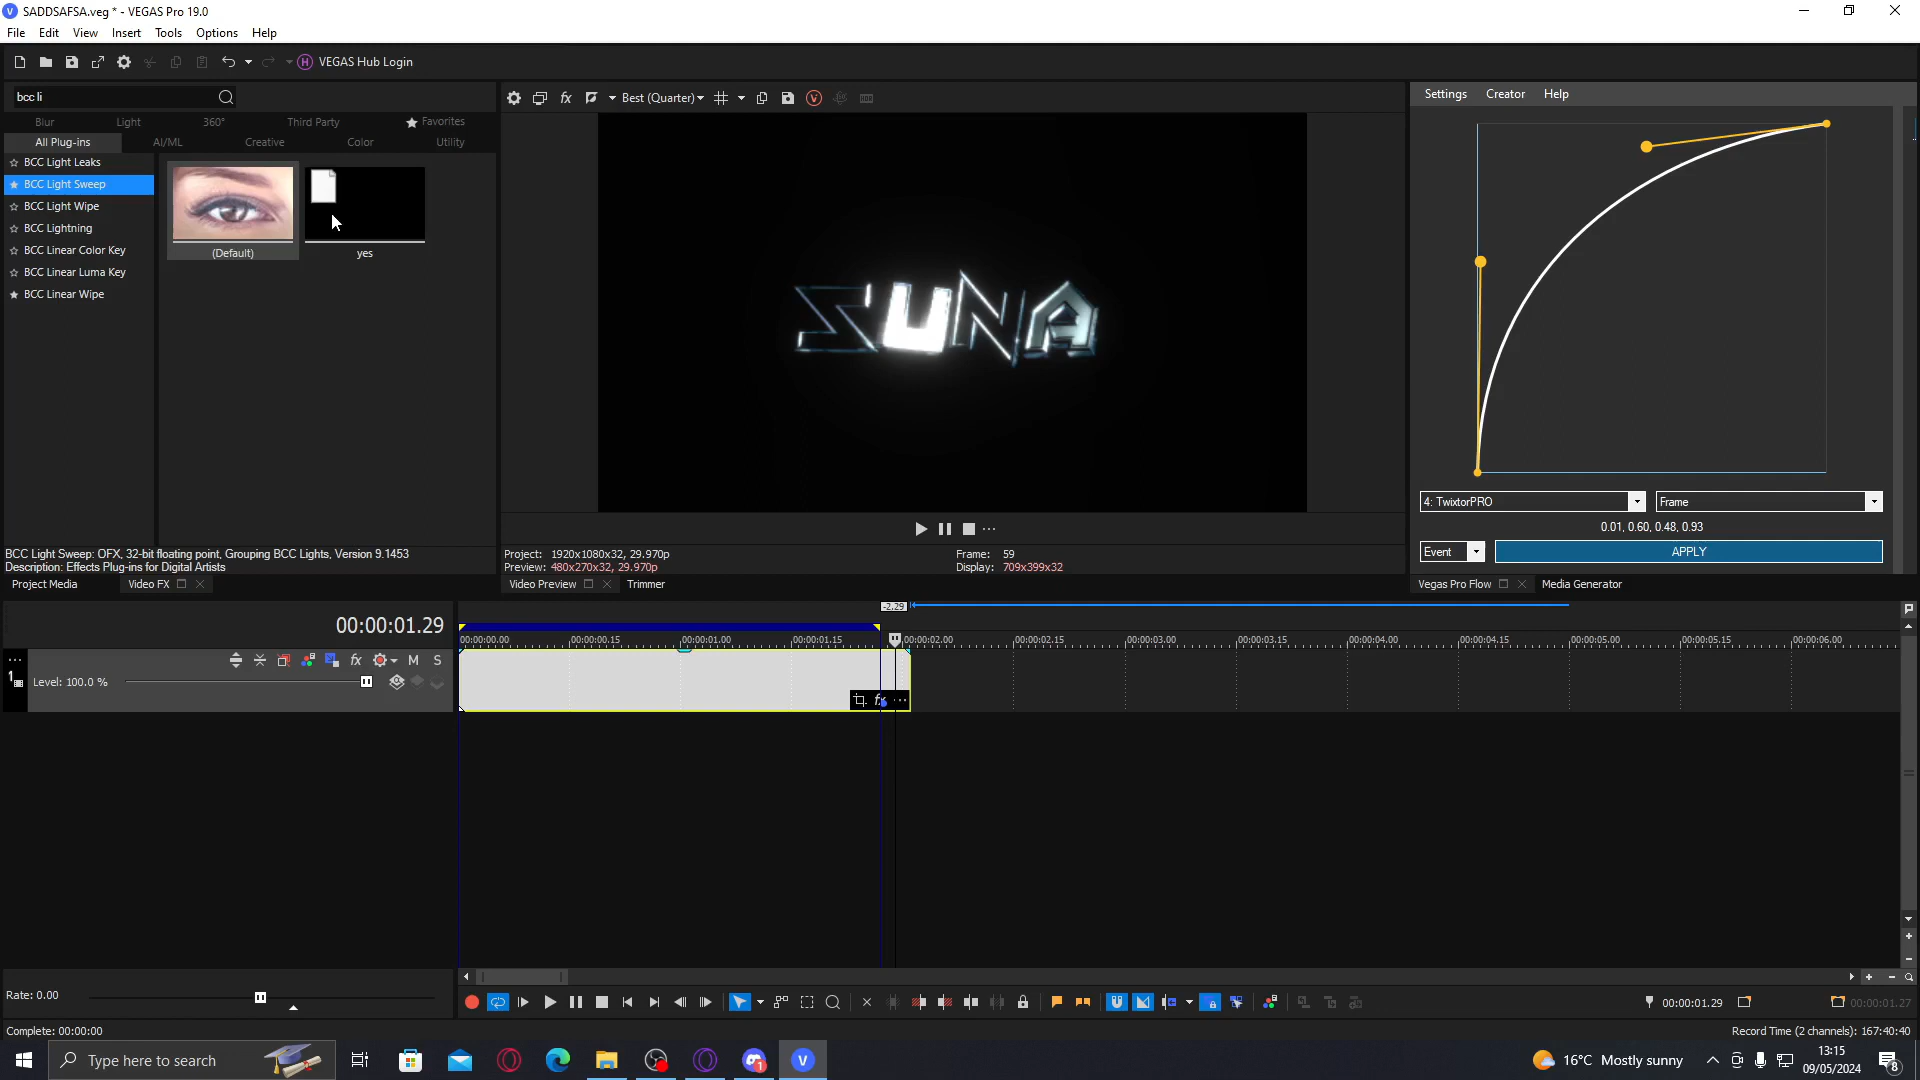 SADDSAFSA.veg * - VEGAS Pro 19.0
File Edit View Insert Tools Options Help
VEGAS Hub Login
bcc li
Blur Light 360° Third Party Favorites
All Plug-ins AI/ML Creative Color Utility
BCC Light Leaks
BCC Light Sweep
BCC Light Wipe
BCC Lightning
BCC Linear Color Key
BCC Linear Luma Key
BCC Linear Wipe
(Default)
yes
BCC Light Sweep: OFX, 32-bit floating point, Grouping BCC Lights, Version 9.1453
Description: Effects Plug-ins for Digital Artists
Project Media Video FX
Best (Quarter)
SUNA
Project: 1920x1080x32, 29.970p
Preview: 480x270x32, 29.970p
Frame: 59
Display: 709x399x32
Video Preview Trimmer
Settings Creator Help
4: TwixtorPRO Frame
0.01, 0.60, 0.48, 0.93
Event APPLY
Vegas Pro Flow Media Generator
00:00:01.29
-2.29
00:00:00.00 00:00:00.15 00:00:01.00 00:00:01.15 00:00:02.00 00:00:02.15 00:00:03.00 00:00:03.15 00:00:04.00 00:00:04.15 00:00:05.00 00:00:05.15 00:00:06.00
1
M S
Level: 100.0 %
fx
Rate: 0.00
00:00:01.29 00:00:01.27
Complete: 00:00:00
Record Time (2 channels): 167:40:40
Type here to search
16°C Mostly sunny
13:15
09/05/2024
8